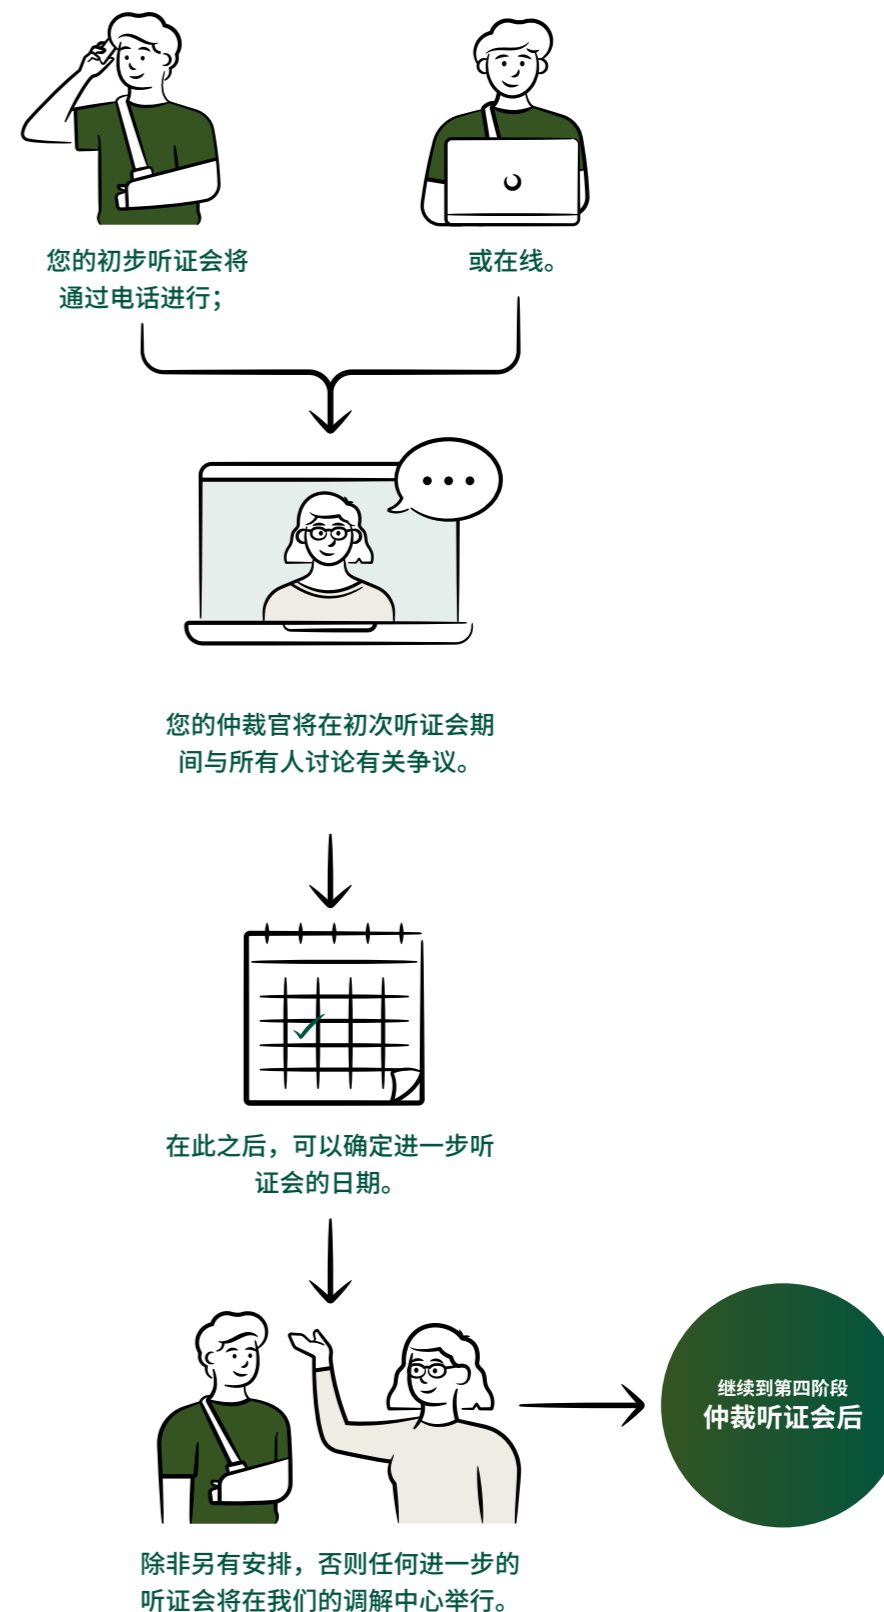 您的初步听证会将
通过电话进行；
或在线。
您的仲裁官将在初次听证会期
间与所有人讨论有关争议。
在此之后，可以确定进一步听
证会的日期。
继续到第四阶段
仲裁听证会后
除非另有安排，否则任何进一步的
听证会将在我们的调解中心举行。